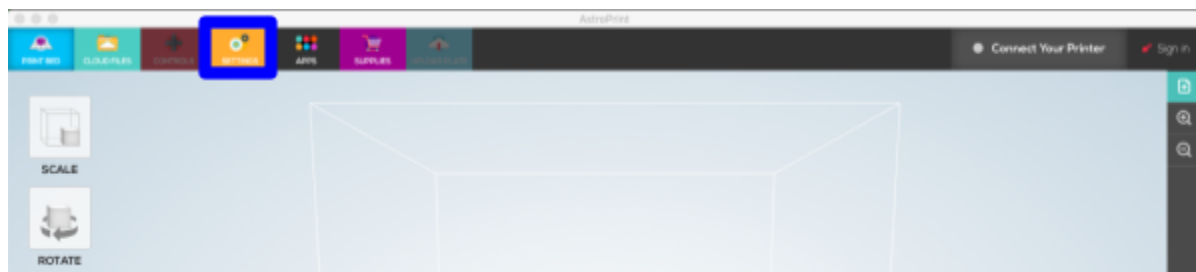 AstroPrint
PRINT BED
CLOUD FILES
CONTROLS
SETTINGS
APPS
SUPPLIES
Connect Your Printer
Sign in
SCALE
ROTATE